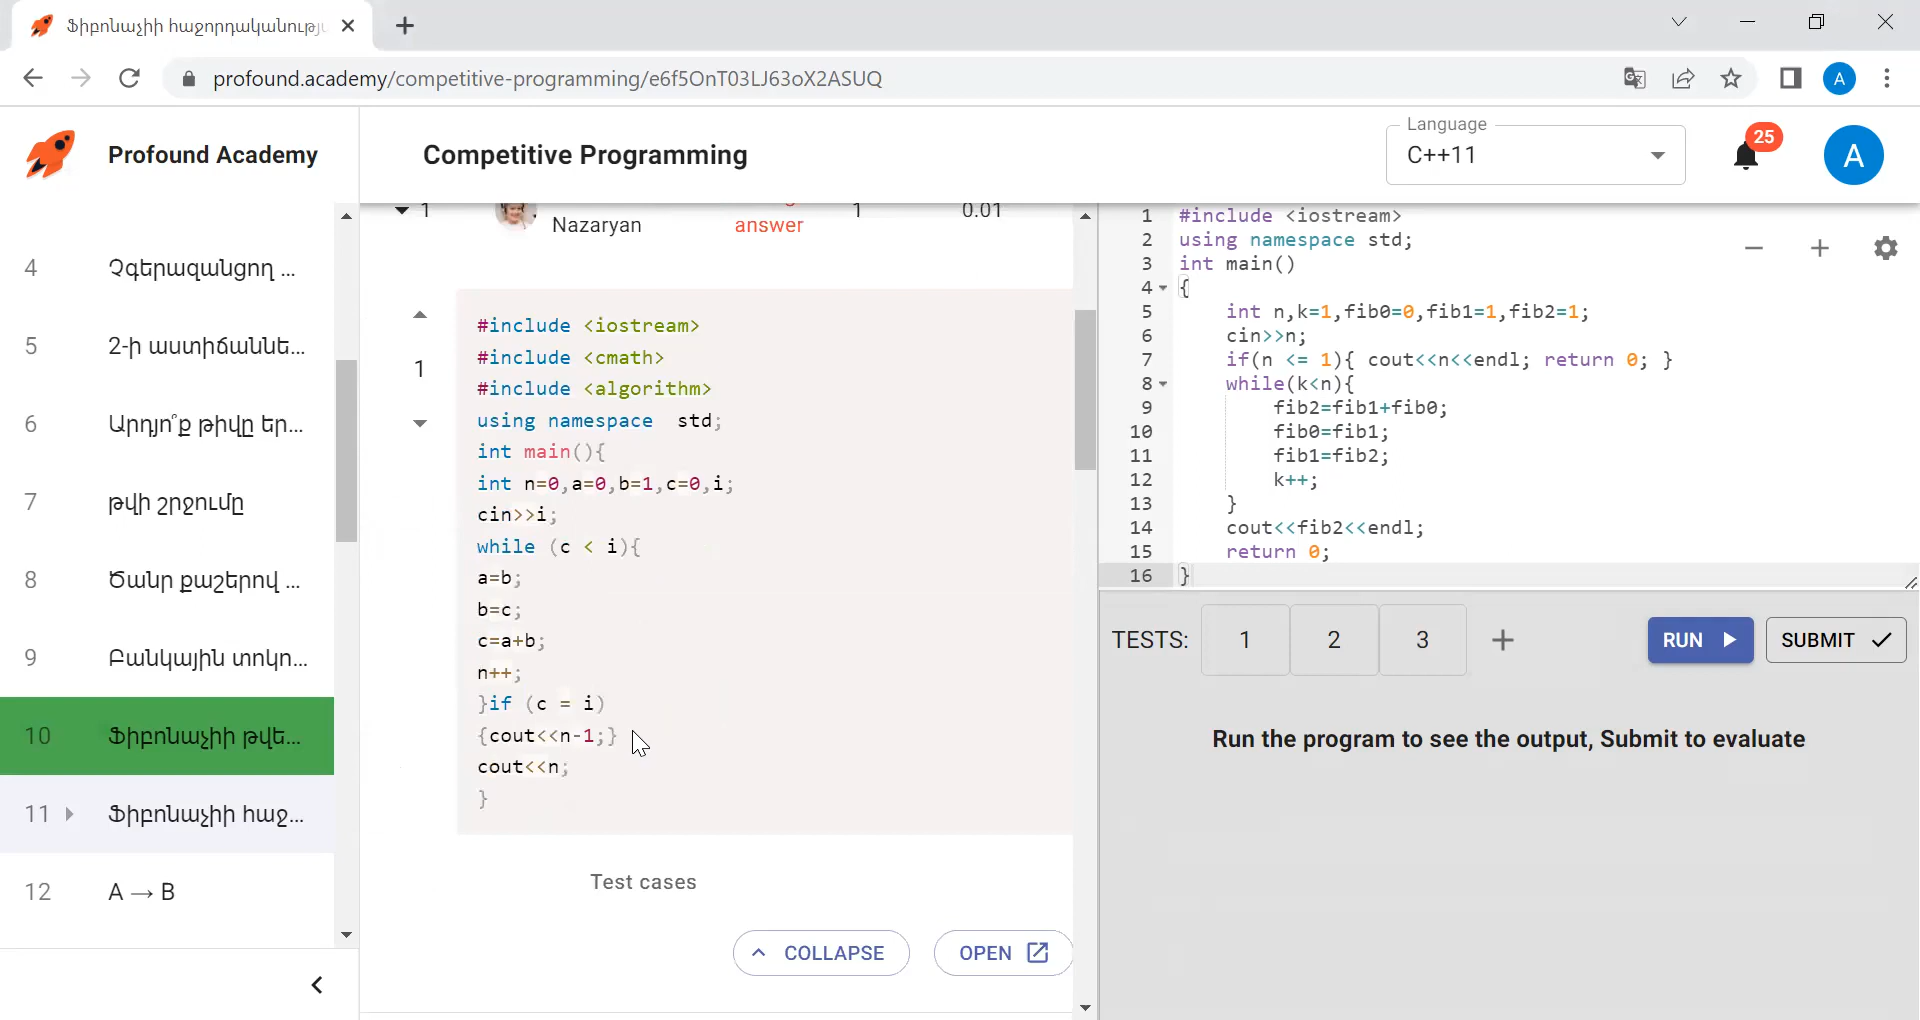 Ֆիբոնաչիի հաջորդականությ
profound.academy/competitive-programming/e6f5OnT03LJ63oX2ASUQ
A
Profound Academy
Competitive Programming
Language
C++11
25
A
4 Չգերազանցող ...
5 2-ի աստիճաննե...
6 Արդյո՞ք թիվը եր...
7 թվի շրջումը
8 Ծանր քաշերով ...
9 Բանկային տոկո...
10 Ֆիբոնաչիի թվե...
11 Ֆիբոնաչիի հաջ...
12 A → B
1 Nazaryan answer 1 0.01
1
#include <iostream>
#include <cmath>
#include <algorithm>
using namespace  std;
int main(){
int n=0,a=0,b=1,c=0,i;
cin>>i;
while (c < i){
a=b;
b=c;
c=a+b;
n++;
}if (c = i)
{cout<<n-1;}
cout<<n;
}
Test cases
COLLAPSE
OPEN
1 #include <iostream>
2 using namespace std;
3 int main()
4 {
5 int n,k=1,fib0=0,fib1=1,fib2=1;
6 cin>>n;
7 if(n <= 1){ cout<<n<<endl; return 0; }
8 while(k<n){
9 fib2=fib1+fib0;
10 fib0=fib1;
11 fib1=fib2;
12 k++;
13 }
14 cout<<fib2<<endl;
15 return 0;
16 }
TESTS: 1 2 3 +
RUN
SUBMIT
Run the program to see the output, Submit to evaluate